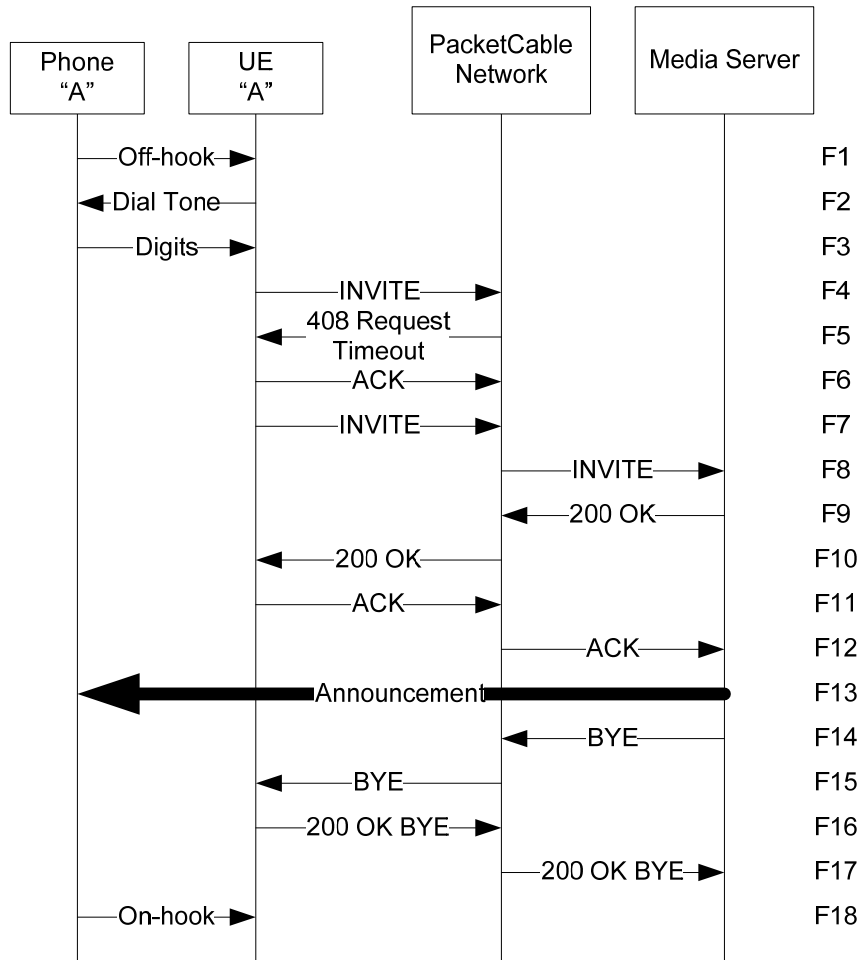 Phone
“A”
UE
“A”
PacketCable
Network
Media Server
Off-hook
F1
Dial Tone
F2
Digits
F3
INVITE
F4
408 Request
Timeout
F5
ACK
F6
INVITE
F7
INVITE
F8
200 OK
F9
200 OK
F10
ACK
F11
ACK
F12
Announcement
F13
BYE
F14
BYE
F15
200 OK BYE
F16
200 OK BYE
F17
On-hook
F18